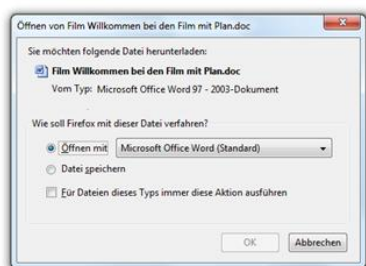 Öffnen von Film Willkommen bei den Film mit Plan.doc
Sie möchten folgende Datei herunterladen:
Film Willkommen bei den Film mit Plan.doc
Vom Typ: Microsoft Office Word 97 - 2003-Dokument
Wie soll Firefox mit dieser Datei verfahren?
Öffnen mit Microsoft Office Word (Standard)
Datei speichern
Für Dateien dieses Typs immer diese Aktion ausführen
OK Abbrechen